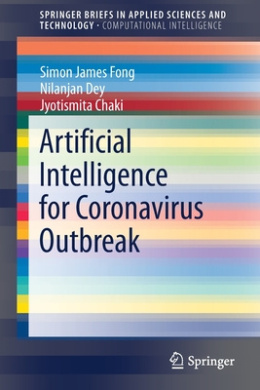 SPRINGER BRIEFS IN APPLIED SCIENCES AND
TECHNOLOGY · COMPUTATIONAL INTELLIGENCE
Simon James Fong
Nilanjan Dey
Jyotismita Chaki
Artificial
Intelligence
for Coronavirus
Outbreak
Springer